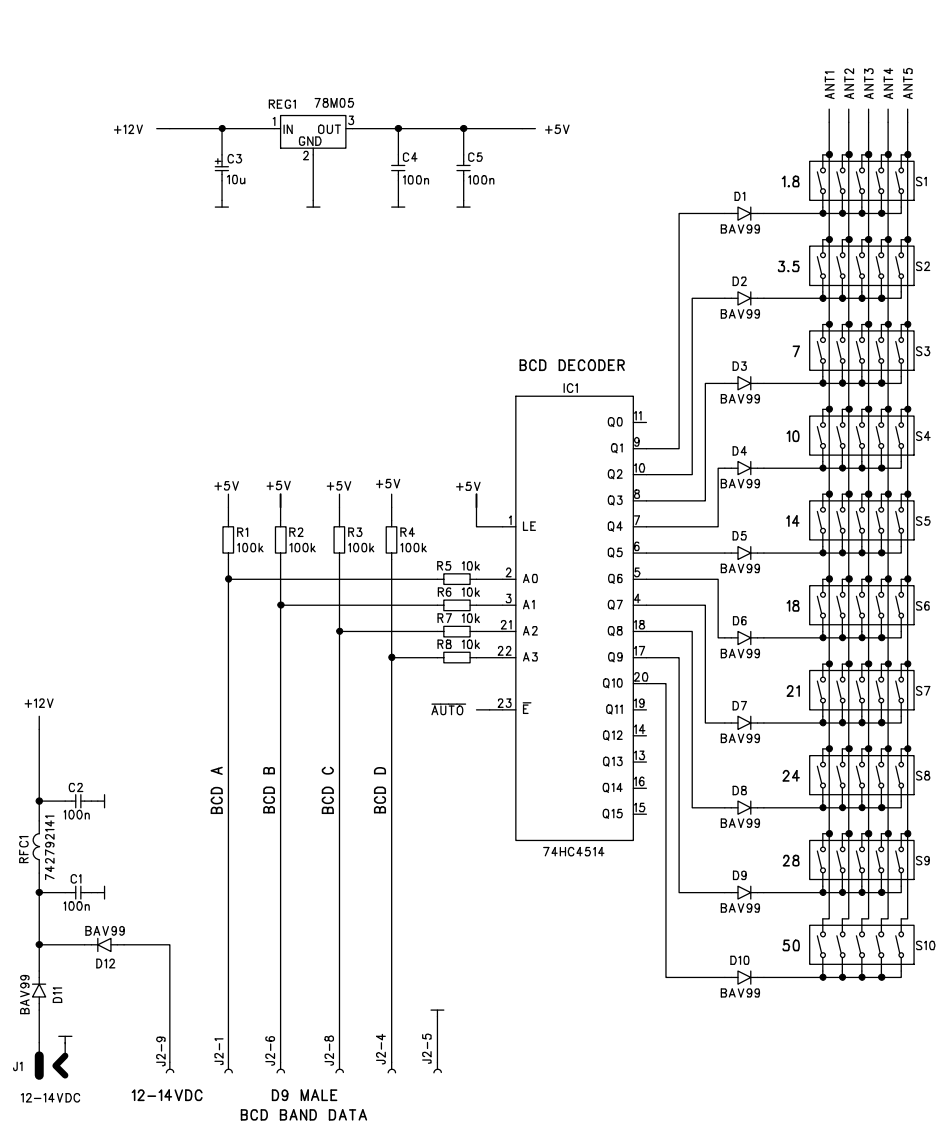 ANT1
ANT2
ANT3
ANT4
ANT5
REG1 78M05
+12V 1 IN OUT 3 +5V
GND
2
+ C3
10u
C4
100n
C5
100n
1.8 S1
D1
BAV99
3.5 S2
D2
BAV99
7 S3
D3
BAV99
10 S4
D4
BAV99
14 S5
D5
BAV99
18 S6
D6
BAV99
21 S7
D7
BAV99
24 S8
D8
BAV99
28 S9
D9
BAV99
50 S10
D10
BAV99
BCD DECODER
IC1
Q0 11
Q1 9
Q2 10
Q3 8
Q4 7
Q5 6
Q6 5
Q7 4
Q8 18
Q9 17
Q10 20
Q11 19
Q12 14
Q13 13
Q14 16
Q15 15
1 LE
2 A0
3 A1
21 A2
22 A3
23 E
74HC4514
+5V
+5V
+5V
+5V
+5V
R1
100k
R2
100k
R3
100k
R4
100k
R5 10k
R6 10k
R7 10k
R8 10k
AUTO
BCD A
BCD B
BCD C
BCD D
+12V
C2
100n
RFC1
742792141
C1
100n
BAV99
D12
BAV99
D11
J1
12-14VDC
J2-9
12-14VDC
J2-1
J2-6
J2-8
J2-4
J2-5
D9 MALE
BCD BAND DATA